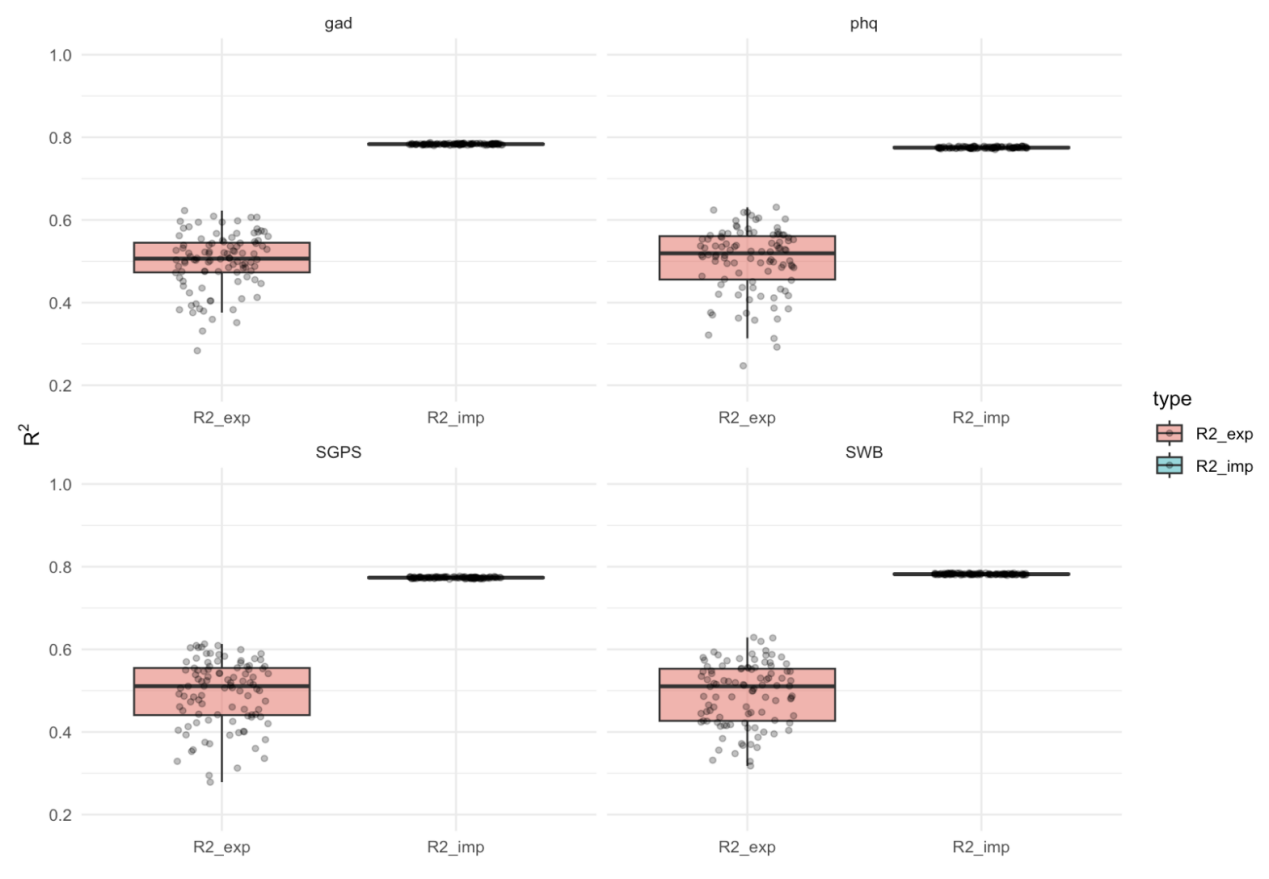 gad
phq
1.0
0.8
0.6
0.4
0.2
R2_exp
R2_imp
R2_exp
R2_imp
R²
SGPS
SWB
1.0
0.8
0.6
0.4
0.2
R2_exp
R2_imp
R2_exp
R2_imp
type
R2_exp
R2_imp